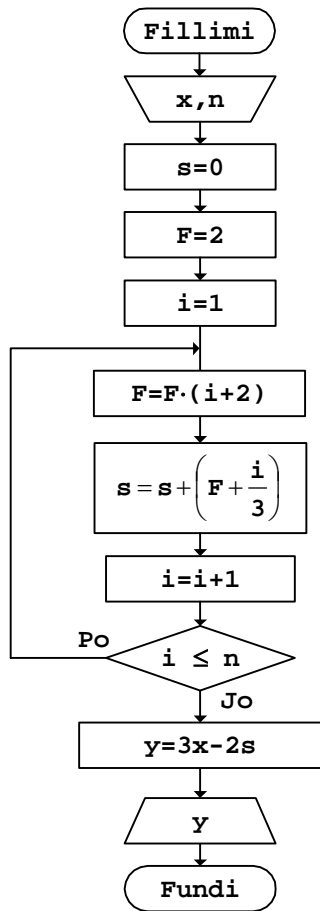 Fillimi
x,n
s=0
F=2
i=1
F=F·(i+2)
s = s + (F + i/3)
i=i+1
Po
i ≤ n
Jo
y=3x-2s
y
Fundi